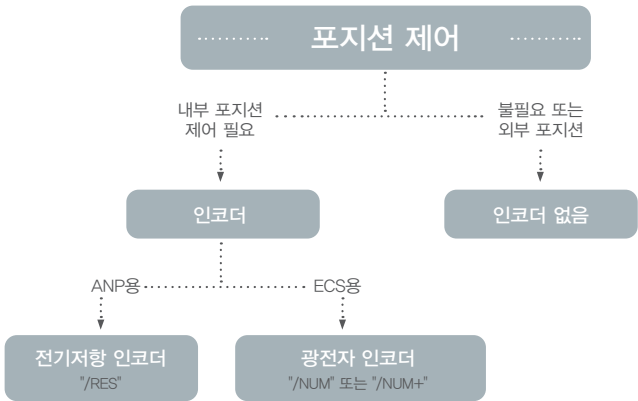 포지션 제어
내부 포지션
제어 필요
불필요 또는
외부 포지션
인코더
인코더 없음
ANP용
ECS용
전기저항 인코더
"/RES"
광전자 인코더
"/NUM" 또는 "/NUM+"